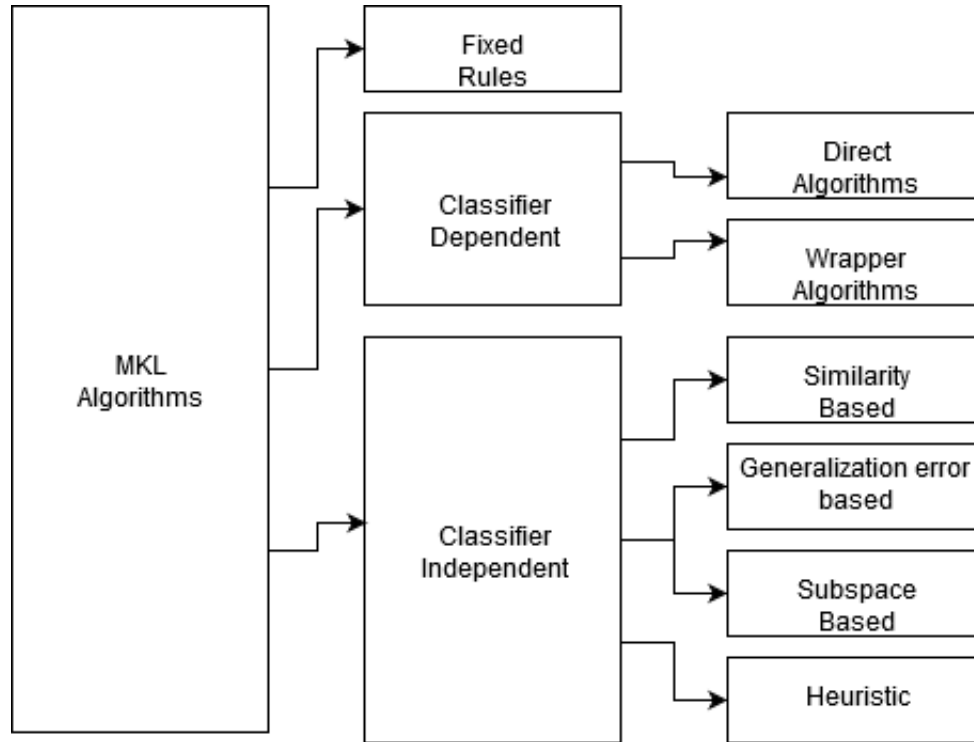 MKL
Algorithms
Fixed
Rules
Classifier
Dependent
Direct
Algorithms
Wrapper
Algorithms
Classifier
Independent
Similarity
Based
Generalization error
based
Subspace
Based
Heuristic